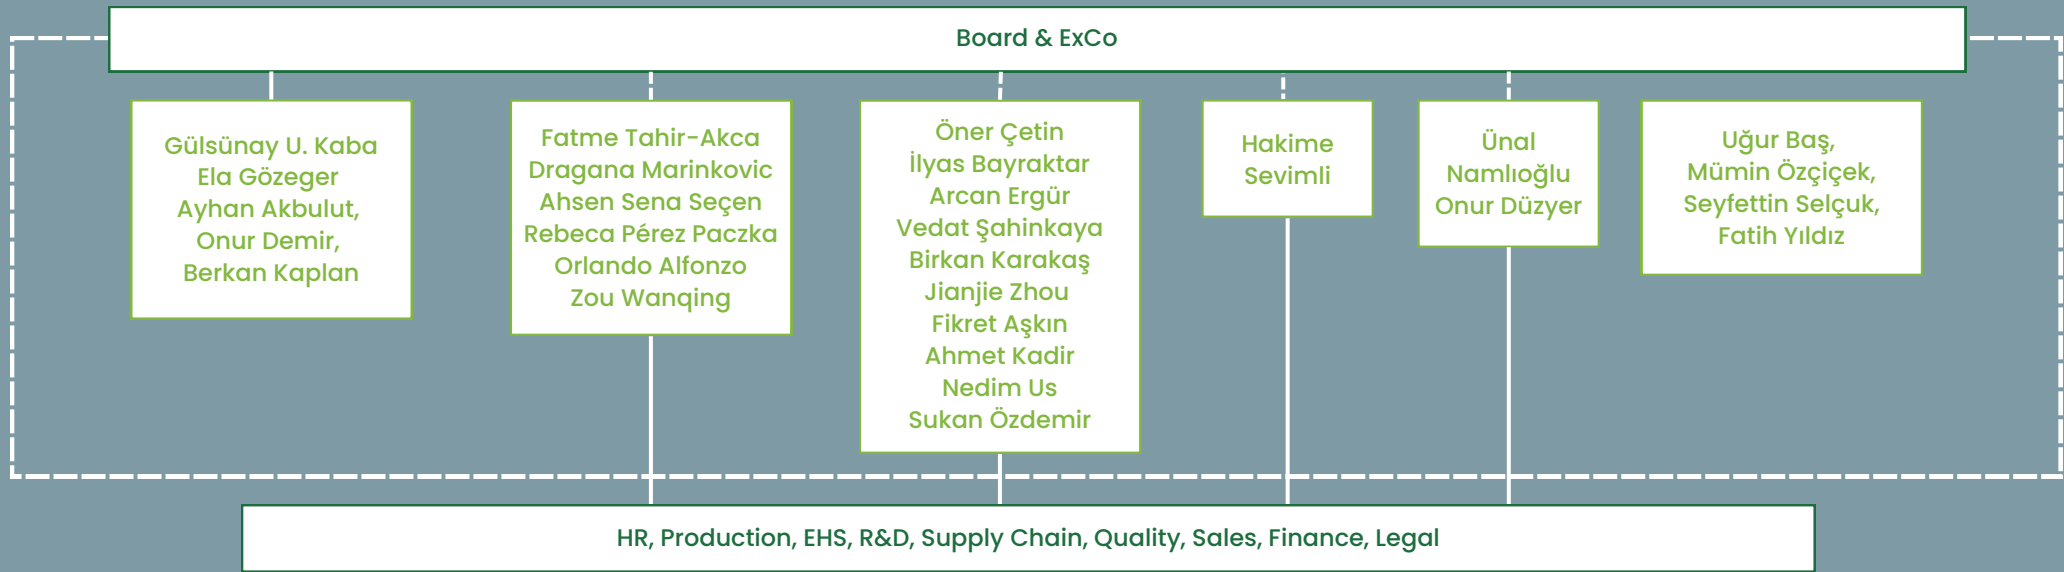 Board & ExCo
Gülsünay U. Kaba
Ela Gözeger
Ayhan Akbulut,
Onur Demir,
Berkan Kaplan
Fatme Tahir-Akca
Dragana Marinkovic
Ahsen Sena Seçen
Rebeca Pérez Paczka
Orlando Alfonzo
Zou Wanqing
Öner Çetin
İlyas Bayraktar
Arcan Ergür
Vedat Şahinkaya
Birkan Karakaş
Jianjie Zhou
Fikret Aşkın
Ahmet Kadir
Nedim Us
Sukan Özdemir
Hakime
Sevimli
Ünal
Namlıoğlu
Onur Düzyer
Uğur Baş,
Mümin Özçiçek,
Seyfettin Selçuk,
Fatih Yıldız
HR, Production, EHS, R&D, Supply Chain, Quality, Sales, Finance, Legal